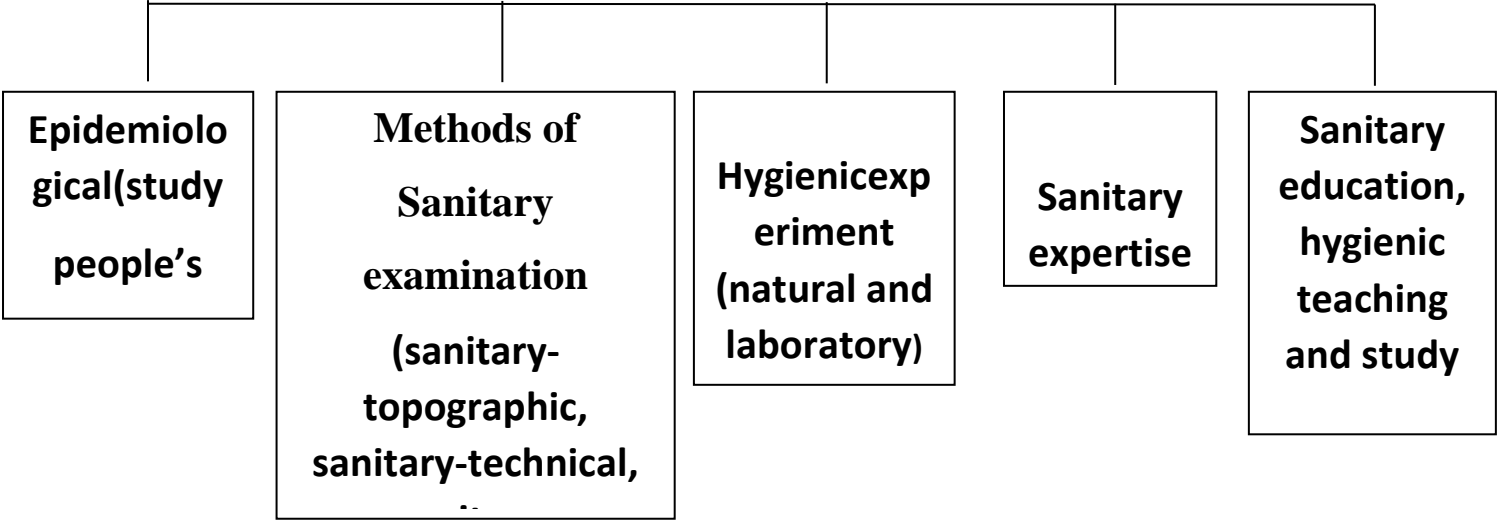 Epidemiolo
gical(study
people's
Methods of
Sanitary
examination
(sanitary-
topographic,
sanitary-technical,
Hygienicexp
eriment
(natural and
laboratory)
Sanitary
expertise
Sanitary
education,
hygienic
teaching
and study